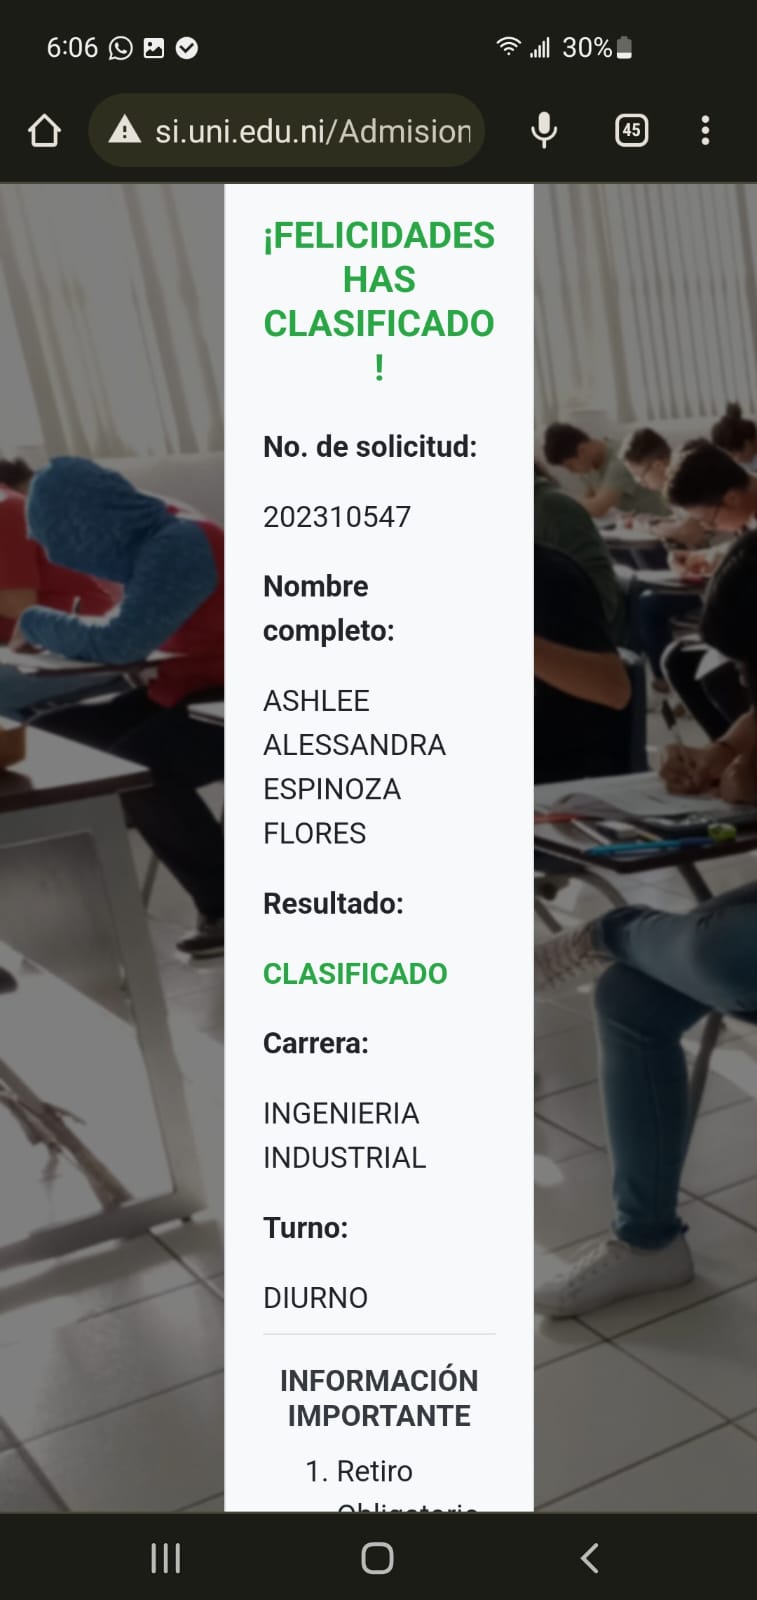 6:06
30%
si.uni.edu.ni/Admision
45
¡FELICIDADES
HAS
CLASIFICADO
!
No. de solicitud:
202310547
Nombre
completo:
ASHLEE
ALESSANDRA
ESPINOZA
FLORES
Resultado:
CLASIFICADO
Carrera:
INGENIERIA
INDUSTRIAL
Turno:
DIURNO
INFORMACIÓN
IMPORTANTE
1. Retiro